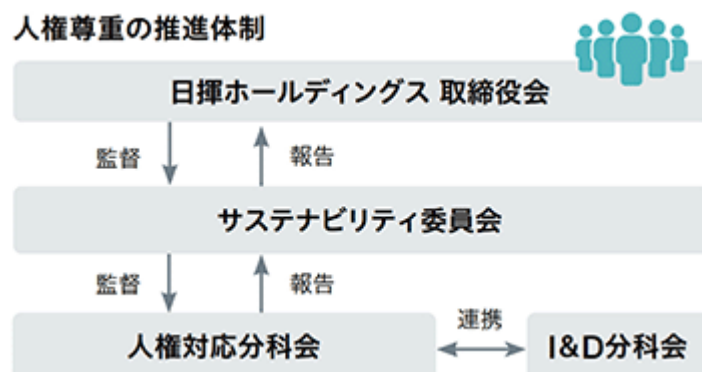 人権尊重の推進体制
日揮ホールディングス 取締役会
監督
報告
サステナビリティ委員会
監督
報告
人権対応分科会
連携
I&D分科会